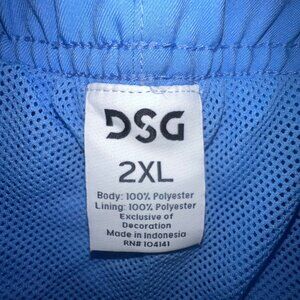 DSG
2XL
Body: 100% Polyester
Lining: 100% Polyester
Exclusive of
Decoration
Made in Indonesia
RN# 104141